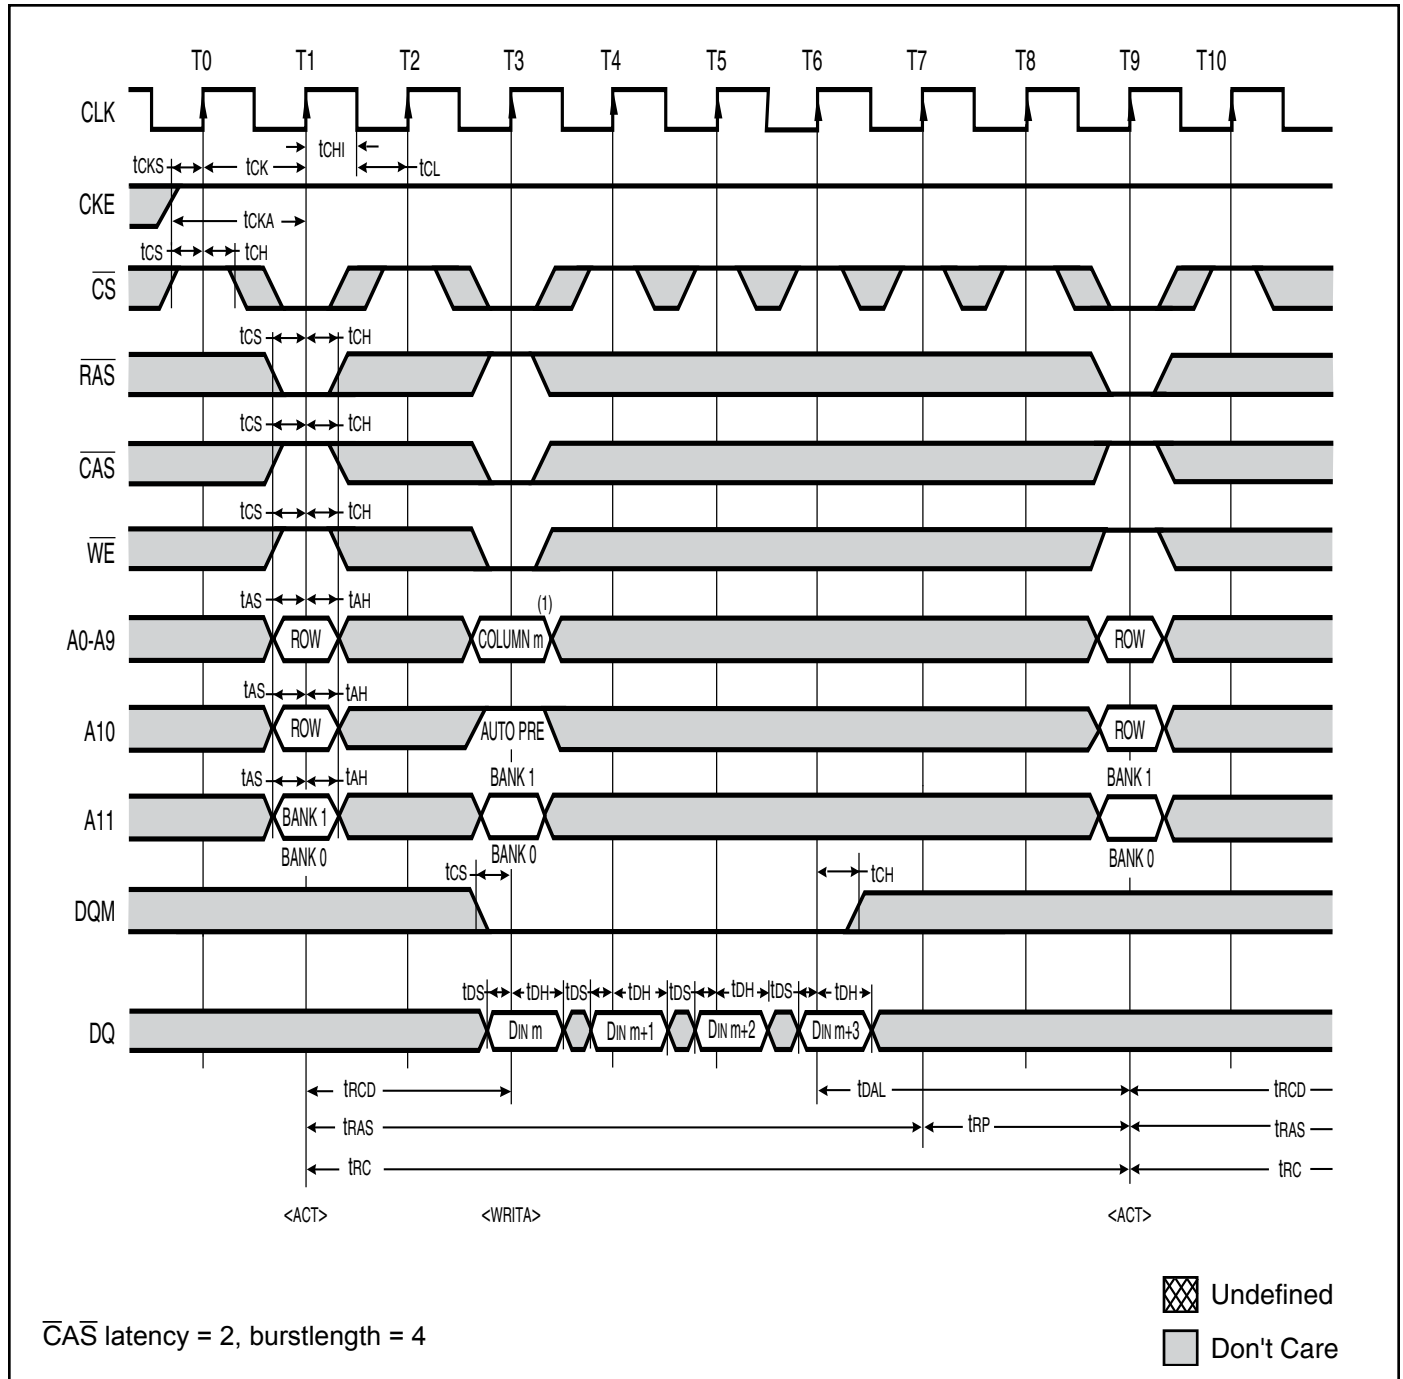 T0 T1 T2 T3 T4 T5 T6 T7 T8 T9 T10
CLK
tCHI
tCKS tCK tCL
CKE
tCKA
tCS tCH
CS
tCS tCH
RAS
tCS tCH
CAS
tCS tCH
WE
tAS tAH (1)
A0-A9 ROW COLUMN m ROW
tAS tAH
A10 ROW AUTO PRE ROW
tAS tAH BANK 1 BANK 1
A11 BANK 1
BANK 0 BANK 0 BANK 0
tCS tCH
DQM
tDS tDH tDS tDH tDS tDH tDS tDH
DQ DIN m DIN m+1 DIN m+2 DIN m+3
tRCD tDAL tRCD
tRAS tRP tRAS
tRC tRC
<ACT> <WRITA> <ACT>
Undefined
CAS latency = 2, burstlength = 4
Don't Care